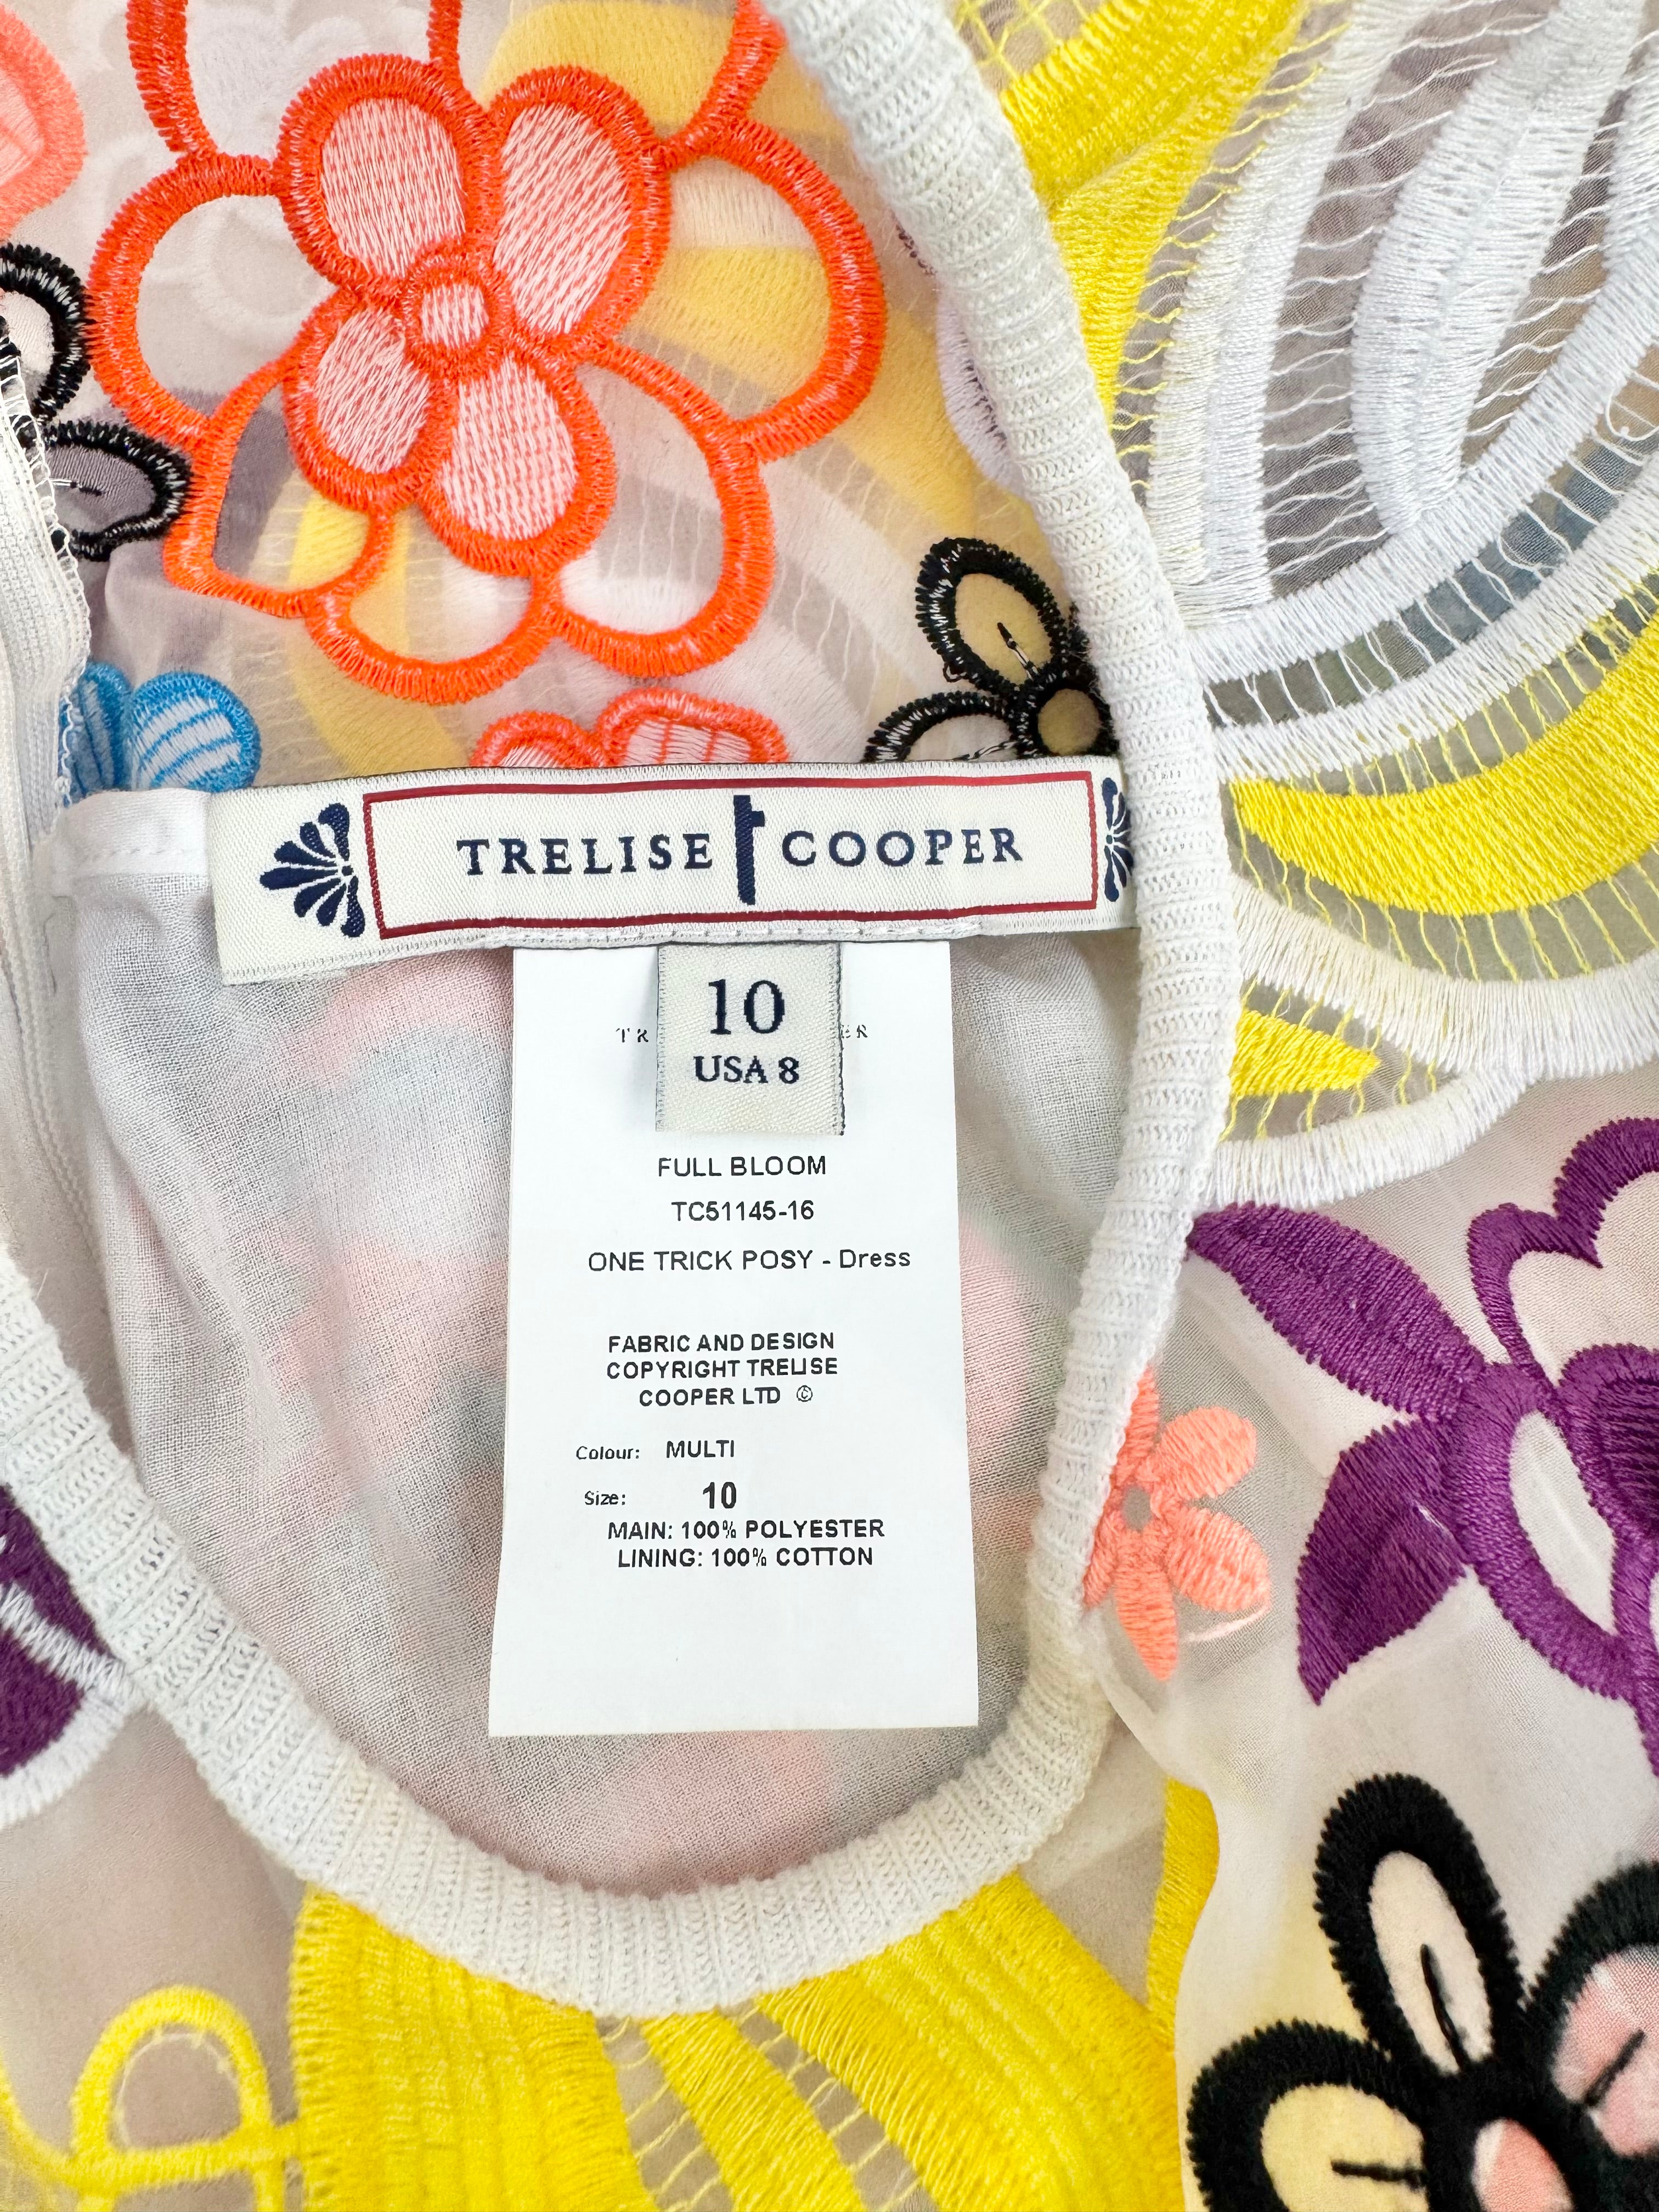 TRELISE COOPER
10
USA 8
FULL BLOOM
TC51145-16
ONE TRICK POSY - Dress
FABRIC AND DESIGN
COPYRIGHT TRELISE
COOPER LTD ©
Colour: MULTI
Size: 10
MAIN: 100% POLYESTER
LINING: 100% COTTON